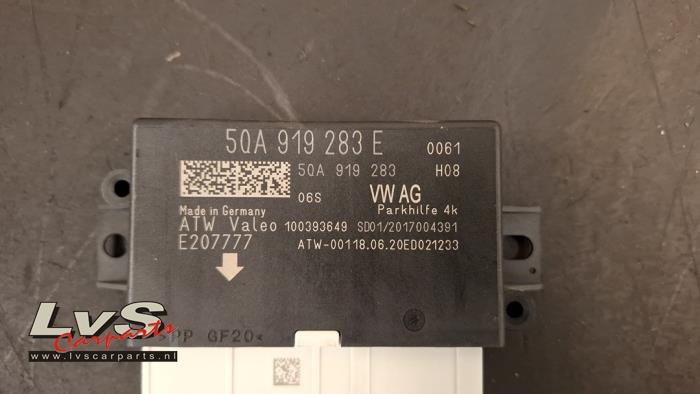 5QA 919 283 E 0061
5QA 919 283 H08
06S VW AG
Made in Germany Parkhilfe 4k
ATW Valeo 100393649 SD01/2017004391
E207777 ATW-00118.06.20ED021233
LvS
Carparts
>PP GF20<
www.lvscarparts.nl